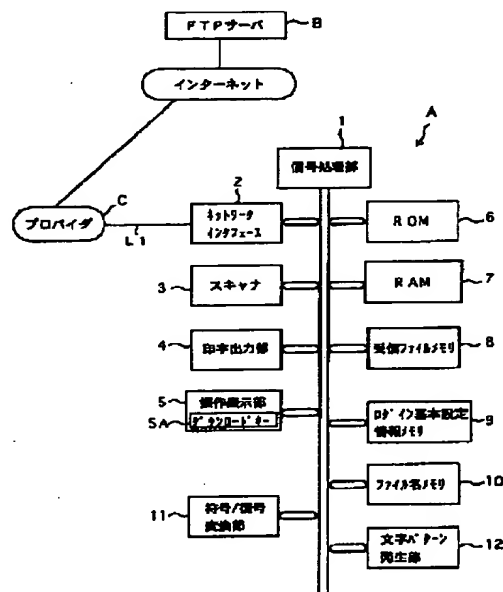 FTPサーバ
B
インターネット
A
1
信号処理部
プロバイダ
C
L1
2
ネットワータ
インタフェース
ROM
6
3
スキャナ
RAM
7
4
印字出力部
受信ファイルメモリ
8
5
操作表示部
5A
ダウンロードキー
ログイン基本設定
情報メモリ
9
ファイル名メモリ
10
11
符号/信号
変換部
文字パターン
発生部
12